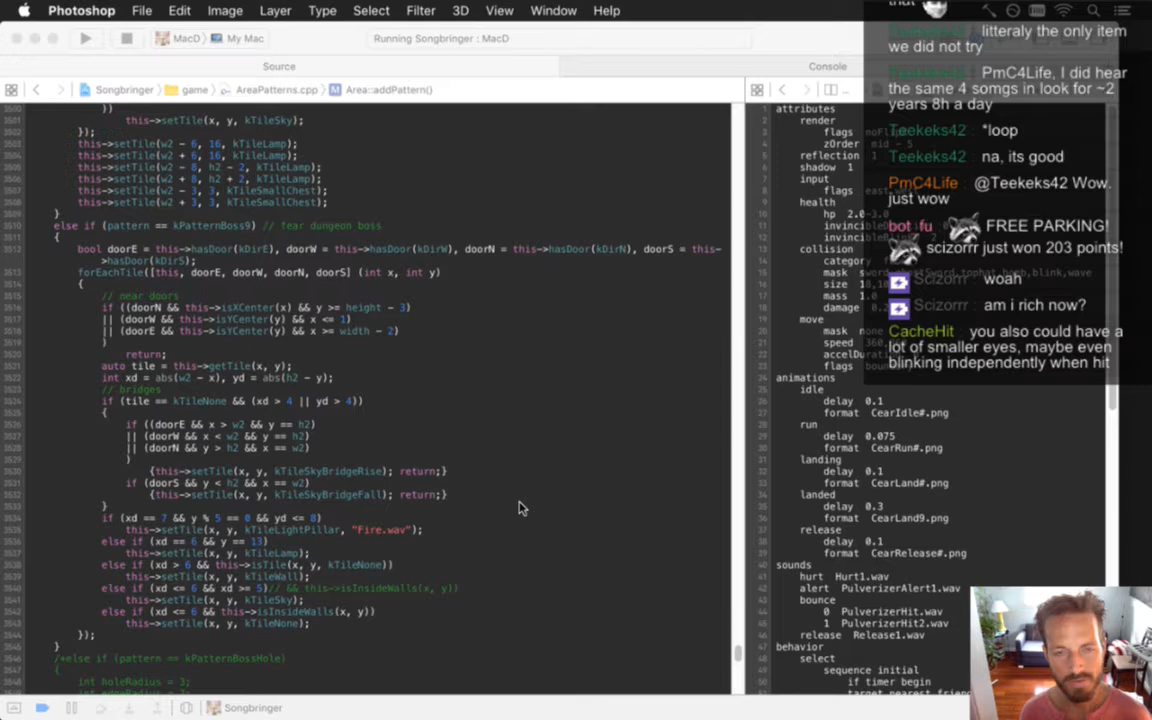 Photoshop File Edit Image Layer Type Select Filter 3D View Window Help
MacD My Mac Running Songbringer : MacD
Source Console
Songbringer game AreaPatterns.cpp Area::addPattern()
})
this->setTile(x, y, kTileSky);
});
this->setTile(w2 - 6, 16, kTileLamp);
this->setTile(w2 + 6, 16, kTileLamp);
this->setTile(w2 - 8, h2 - 2, kTileLamp);
this->setTile(w2 + 8, h2 - 2, kTileLamp);
this->setTile(w2 - 3, 3, kTileSmallChest);
this->setTile(w2 + 3, 3, kTileSmallChest);
}
else if (pattern == kPatternBoss9) // fear dungeon boss
{
bool doorE = this->hasDoor(kDirE), doorW = this->hasDoor(kDirW), doorN = this->hasDoor(kDirN), doorS = this->
hasDoor(kDirS);
forEachTile([this, doorE, doorW, doorN, doorS] (int x, int y)
{
// near doors
if ((doorN && this->isXCenter(x) && y >= height - 3)
|| (doorW && this->isYCenter(y) && x <= 1)
|| (doorE && this->isYCenter(y) && x >= width - 2)
)
return;
auto tile = this->getTile(x, y);
int xd = abs(w2 - x), yd = abs(h2 - y);
// bridges
if (tile == kTileNone && (xd > 4 || yd > 4))
{
if ((doorE && x > w2 && y == h2)
|| (doorW && x < w2 && y == h2)
|| (doorN && y > h2 && x == w2)
)
{this->setTile(x, y, kTileSkyBridgeRise); return;}
if (doorS && y < h2 && x == w2)
{this->setTile(x, y, kTileSkyBridgeFall); return;}
}
if (xd == 7 && y % 5 == 0 && yd <= 8)
this->setTile(x, y, kTileLightPillar, "Fire.wav");
else if (xd == 6 && y == 13)
this->setTile(x, y, kTileLamp);
else if (xd > 6 && this->isTile(x, y, kTileNone))
this->setTile(x, y, kTileWall);
else if (xd <= 6 && xd >= 5)// && this->isInsideWalls(x, y))
this->setTile(x, y, kTileSky);
else if (xd <= 6 && this->isInsideWalls(x, y))
this->setTile(x, y, kTileNone);
});
}
/*else if (pattern == kPatternBossHole)
{
int holeRadius = 3;
attributes
render
flags
zOrder mid - 5
reflection 1
shadow 1
input
flags
health
hp 2.0-3.0
collision
category
mask
size
mass 1.0
damage
move
mask none
speed 360
flags
animations
idle
delay 0.1
format CearIdle#.png
run
delay 0.075
format CearRun#.png
landing
delay 0.1
format CearLand#.png
landed
delay 0.3
format CearLand9.png
release
delay 0.1
format CearRelease#.png
sounds
hurt Hurt1.wav
alert PulverizerAlert1.wav
bounce
0 PulverizerHit.wav
1 PulverizerHit2.wav
release Release1.wav
behavior
select
sequence initial
if timer begin
Teekeks42 litteraly the only item
we did not try
Teekeks42 PmC4Life, I did hear
the same 4 somgs in look for ~2
years 8h a day
Teekeks42 *loop
Teekeks42 na, its good
PmC4Life @Teekeks42 Wow.
just wow
bot fu FREE PARKING!
scizorrr just won 203 points!
Scizorrr woah
Scizorrr am i rich now?
CacheHit you also could have a
lot of smaller eyes, maybe even
blinking independently when hit
Songbringer